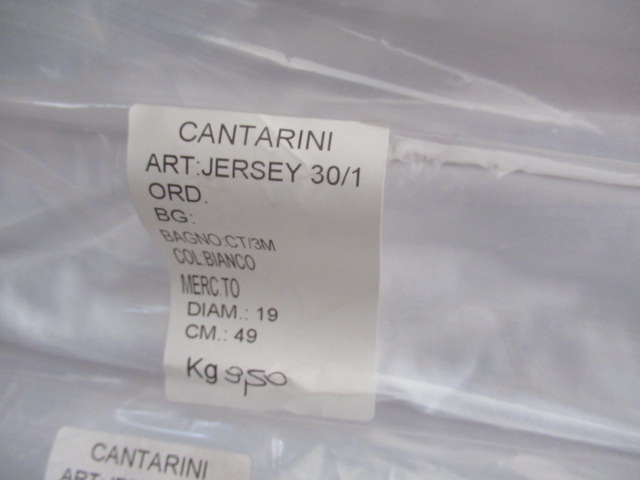 CANTARINI
ART:JERSEY 30/1
ORD.
BG:
BAGNO:CT/3M
COL:BIANCO
MERC.TO
DIAM.: 19
CM.: 49
Kg 9,50
CANTARINI